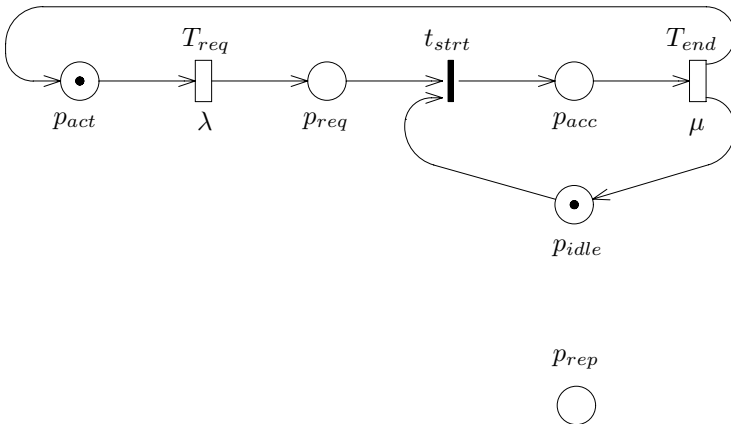 T_req t_strt T_end
p_act λ p_req p_acc μ
p_idle
p_rep